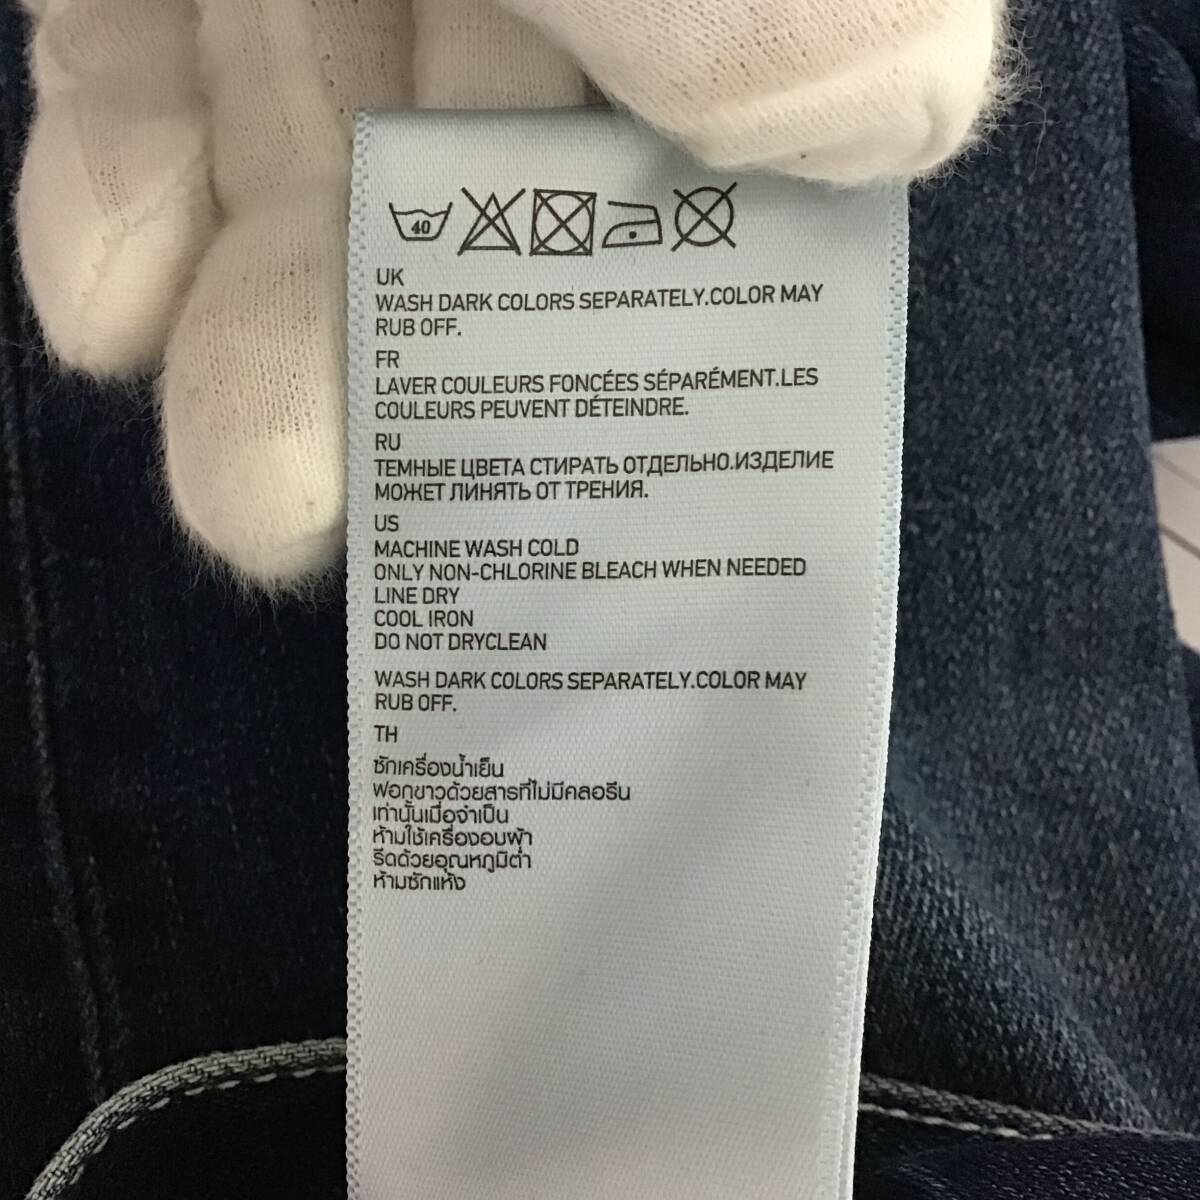 40
UK
WASH DARK COLORS SEPARATELY.COLOR MAY
RUB OFF.
FR
LAVER COULEURS FONCÉES SÉPARÉMENT.LES
COULEURS PEUVENT DÉTEINDRE.
RU
ТЕМНЫЕ ЦВЕТА СТИРАТЬ ОТДЕЛЬНО.ИЗДЕЛИЕ
МОЖЕТ ЛИНЯТЬ ОТ ТРЕНИЯ.
US
MACHINE WASH COLD
ONLY NON-CHLORINE BLEACH WHEN NEEDED
LINE DRY
COOL IRON
DO NOT DRYCLEAN
WASH DARK COLORS SEPARATELY.COLOR MAY
RUB OFF.
TH
ซักเครื่องน้ำเย็น
ฟอกขาวด้วยสารที่ไม่มีคลอรีน
เท่านั้นเมื่อจำเป็น
ห้ามใช้เครื่องอบผ้า
รีดด้วยอุณหภูมิต่ำ
ห้ามซักแห้ง